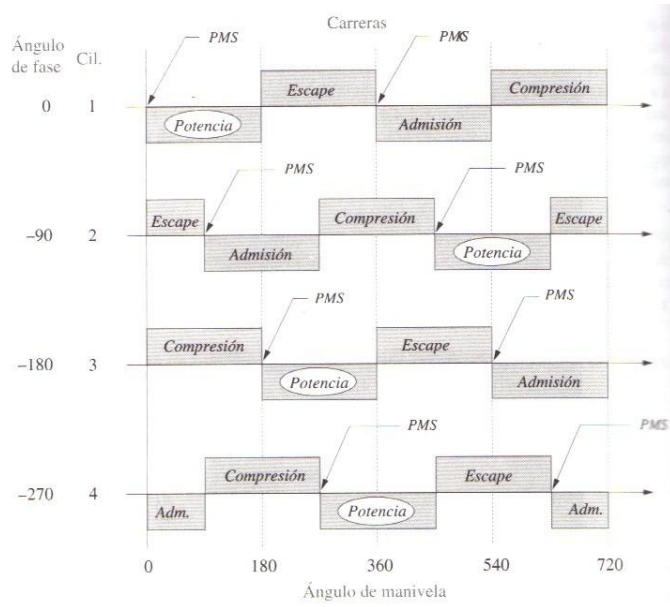 Carreras
Ángulo de fase
Cil.
PMS
PMS
Escape
Compresión
0
1
Potencia
Admisión
PMS
PMS
Escape
Compresión
Escape
-90
2
Admisión
Potencia
PMS
PMS
Compresión
Escape
-180
3
Potencia
Admisión
PMS
PMS
Compresión
Escape
-270
4
Adm.
Potencia
Adm.
0
180
360
540
720
Ángulo de manivela